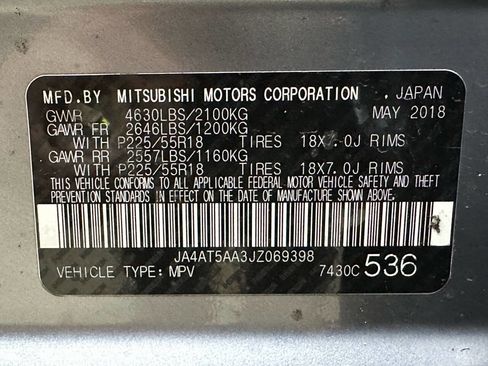 MFD.BY MITSUBISHI MOTORS CORPORATION , JAPAN
GVWR 4630LBS/2100KG MAY 2018
GAWR FR 2646LBS/1200KG
WITH P225/55R18 TIRES 18X .0J RIMS
GAWR RR 2557LBS/1160KG
WITH P225/55R18 TIRES 18X7.0J RIMS
THIS VEHICLE CONFORMS TO ALL APPLICABLE FEDERAL MOTOR VEHICLE SAFETY AND THEFT
PREVENTION STANDARDS IN EFFECT ON THE DATE OF MANUFACTURE SHOWN ABOVE.
JA4AT5AA3JZ069398
VEHICLE TYPE: MPV 7430C 536